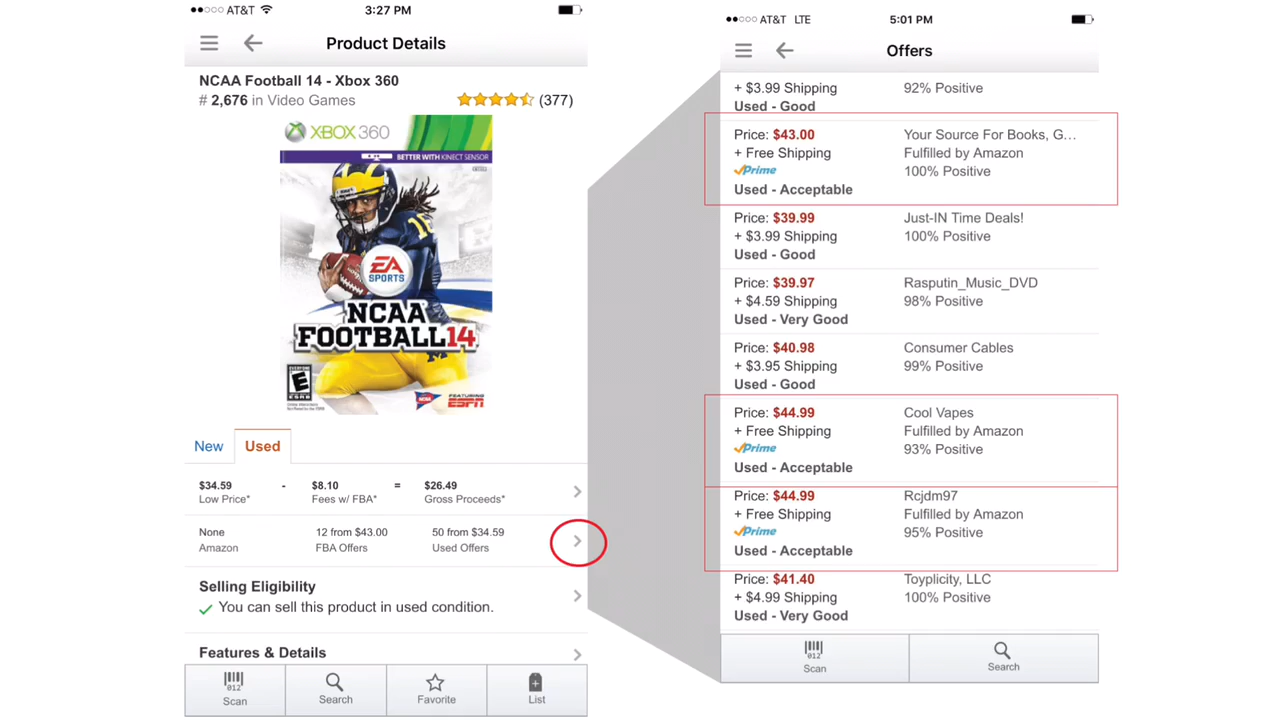 AT&T 3:27 PM
Product Details
NCAA Football 14 - Xbox 360
# 2,676 in Video Games (377)
XBOX 360
BETTER WITH KINECT SENSOR
16
EA
SPORTS
NCAA
FOOTBALL 14
EVERYONE
E
ESRB
NCAA
FEATURING
ESPN
New Used
$34.59 - $8.10 = $26.49
Low Price* Fees w/ FBA* Gross Proceeds*
None 12 from $43.00 50 from $34.59
Amazon FBA Offers Used Offers
Selling Eligibility
You can sell this product in used condition.
Features & Details
012
Scan Search Favorite List
AT&T LTE 5:01 PM
Offers
+ $3.99 Shipping 92% Positive
Used - Good
Price: $43.00 Your Source For Books, G…
+ Free Shipping Fulfilled by Amazon
Prime 100% Positive
Used - Acceptable
Price: $39.99 Just-IN Time Deals!
+ $3.99 Shipping 100% Positive
Used - Good
Price: $39.97 Rasputin_Music_DVD
+ $4.59 Shipping 98% Positive
Used - Very Good
Price: $40.98 Consumer Cables
+ $3.95 Shipping 99% Positive
Used - Good
Price: $44.99 Cool Vapes
+ Free Shipping Fulfilled by Amazon
Prime 93% Positive
Used - Acceptable
Price: $44.99 Rcjdm97
+ Free Shipping Fulfilled by Amazon
Prime 95% Positive
Used - Acceptable
Price: $41.40 Toyplicity, LLC
+ $4.99 Shipping 100% Positive
Used - Very Good
012
Scan Search